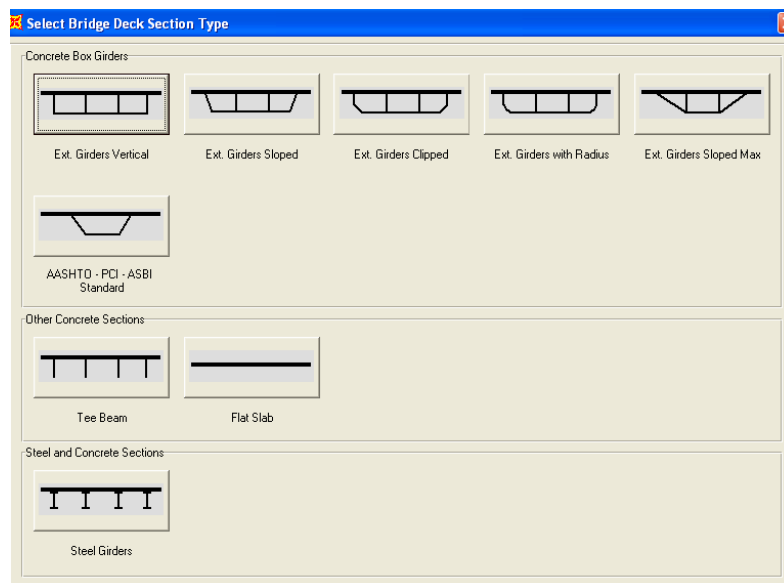 Select Bridge Deck Section Type
Concrete Box Girders
Ext. Girders Vertical
Ext. Girders Sloped
Ext. Girders Clipped
Ext. Girders with Radius
Ext. Girders Sloped Max
AASHTO - PCI - ASBI
Standard
Other Concrete Sections
Tee Beam
Flat Slab
Steel and Concrete Sections
Steel Girders